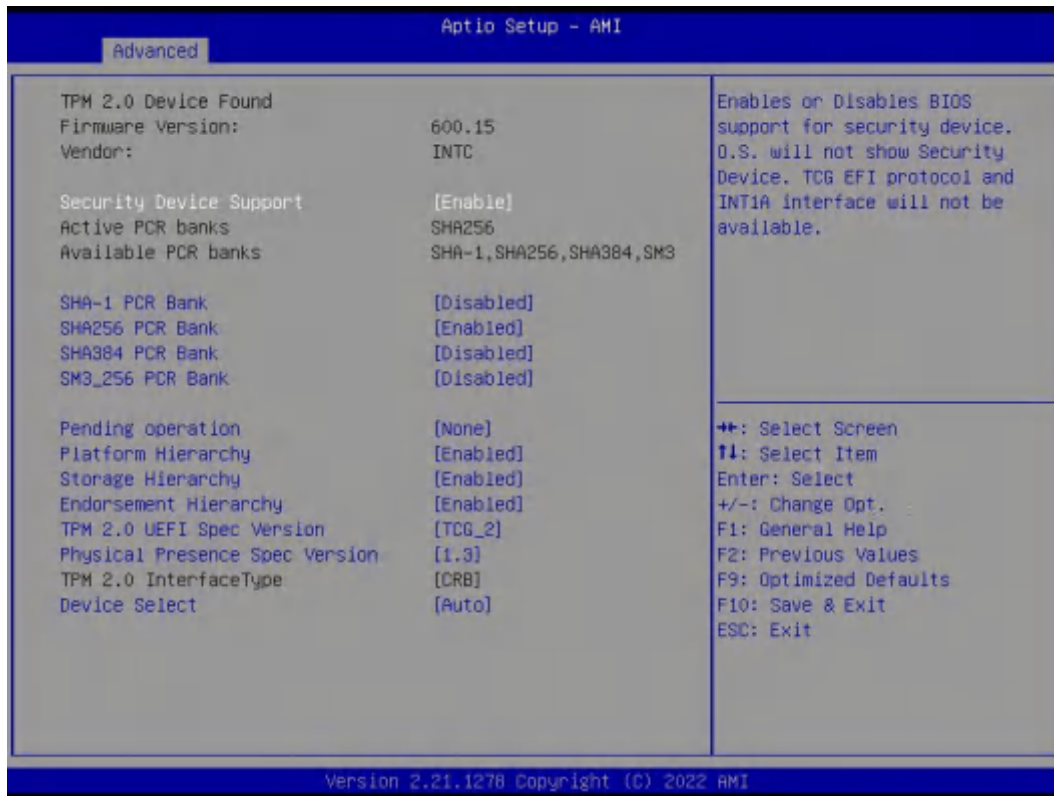 Aptio Setup – AMI
Advanced
TPM 2.0 Device Found
Firmware Version: 600.15
Vendor: INTC
Security Device Support [Enable]
Active PCR banks SHA256
Available PCR banks SHA-1,SHA256,SHA384,SM3
SHA-1 PCR Bank [Disabled]
SHA256 PCR Bank [Enabled]
SHA384 PCR Bank [Disabled]
SM3_256 PCR Bank [Disabled]
Pending operation [None]
Platform Hierarchy [Enabled]
Storage Hierarchy [Enabled]
Endorsement Hierarchy [Enabled]
TPM 2.0 UEFI Spec Version [TCG_2]
Physical Presence Spec Version [1.3]
TPM 2.0 InterfaceType [CRB]
Device Select [Auto]
Enables or Disables BIOS
support for security device.
O.S. will not show Security
Device. TCG EFI protocol and
INT1A interface will not be
available.
→←: Select Screen
↑↓: Select Item
Enter: Select
+/-: Change Opt.
F1: General Help
F2: Previous Values
F9: Optimized Defaults
F10: Save & Exit
ESC: Exit
Version 2.21.1278 Copyright (C) 2022 AMI